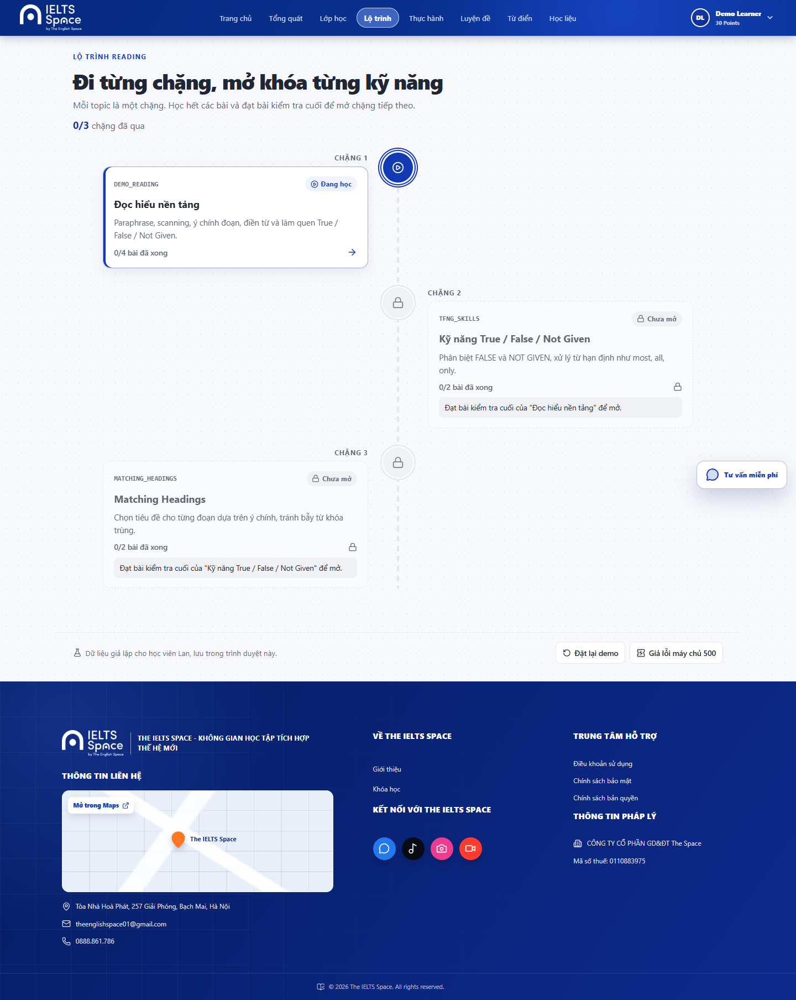 IELTS
Space
by The English Space
Trang chủ
Tổng quát
Lớp học
Lộ trình
Thực hành
Luyện đề
Từ điển
Học liệu
DL
Demo Learner
30 Points
LỘ TRÌNH READING
Đi từng chặng, mở khóa từng kỹ năng
Mỗi topic là một chặng. Học hết các bài và đạt bài kiểm tra cuối để mở chặng tiếp theo.
0/3 chặng đã qua
CHẶNG 1
DEMO_READING
Đang học
Đọc hiểu nền tảng
Paraphrase, scanning, ý chính đoạn, điền từ và làm quen True /
False / Not Given.
0/4 bài đã xong
CHẶNG 2
TFNG_SKILLS
Chưa mở
Kỹ năng True / False / Not Given
Phân biệt FALSE và NOT GIVEN, xử lý từ hạn định như most, all,
only.
0/2 bài đã xong
Đạt bài kiểm tra cuối của "Đọc hiểu nền tảng" để mở.
CHẶNG 3
MATCHING_HEADINGS
Chưa mở
Matching Headings
Chọn tiêu đề cho từng đoạn dựa trên ý chính, tránh bẫy từ khóa
trùng.
0/2 bài đã xong
Đạt bài kiểm tra cuối của "Kỹ năng True / False / Not Given" để mở.
Tư vấn miễn phí
Dữ liệu giả lập cho học viên Lan, lưu trong trình duyệt này.
Đặt lại demo
Giả lỗi máy chủ 500
IELTS
Space
by The English Space
THE IELTS SPACE - KHÔNG GIAN HỌC TẬP TÍCH HỢP
THẾ HỆ MỚI
THÔNG TIN LIÊN HỆ
Mở trong Maps
The IELTS Space
Tòa Nhà Hoà Phát, 257 Giải Phóng, Bạch Mai, Hà Nội
theenglishspace01@gmail.com
0888.861.786
VỀ THE IELTS SPACE
Giới thiệu
Khóa học
KẾT NỐI VỚI THE IELTS SPACE
TRUNG TÂM HỖ TRỢ
Điều khoản sử dụng
Chính sách bảo mật
Chính sách bản quyền
THÔNG TIN PHÁP LÝ
CÔNG TY CỔ PHẦN GD&ĐT The Space
Mã số thuế: 0110883975
© 2026 The IELTS Space. All rights reserved.